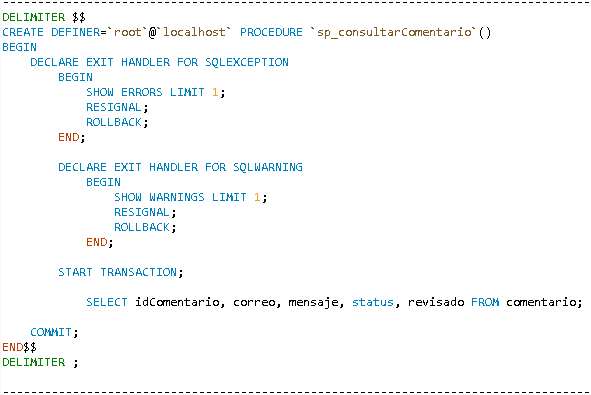 DELIMITER $$
CREATE DEFINER=`root`@`localhost` PROCEDURE `sp_consultarComentario`()
BEGIN
    DECLARE EXIT HANDLER FOR SQLEXCEPTION
        BEGIN
            SHOW ERRORS LIMIT 1;
            RESIGNAL;
            ROLLBACK;
        END;

        DECLARE EXIT HANDLER FOR SQLWARNING
            BEGIN
                SHOW WARNINGS LIMIT 1;
                RESIGNAL;
                ROLLBACK;
            END;

        START TRANSACTION;

            SELECT idComentario, correo, mensaje, status, revisado FROM comentario;

    COMMIT;
END$$
DELIMITER ;